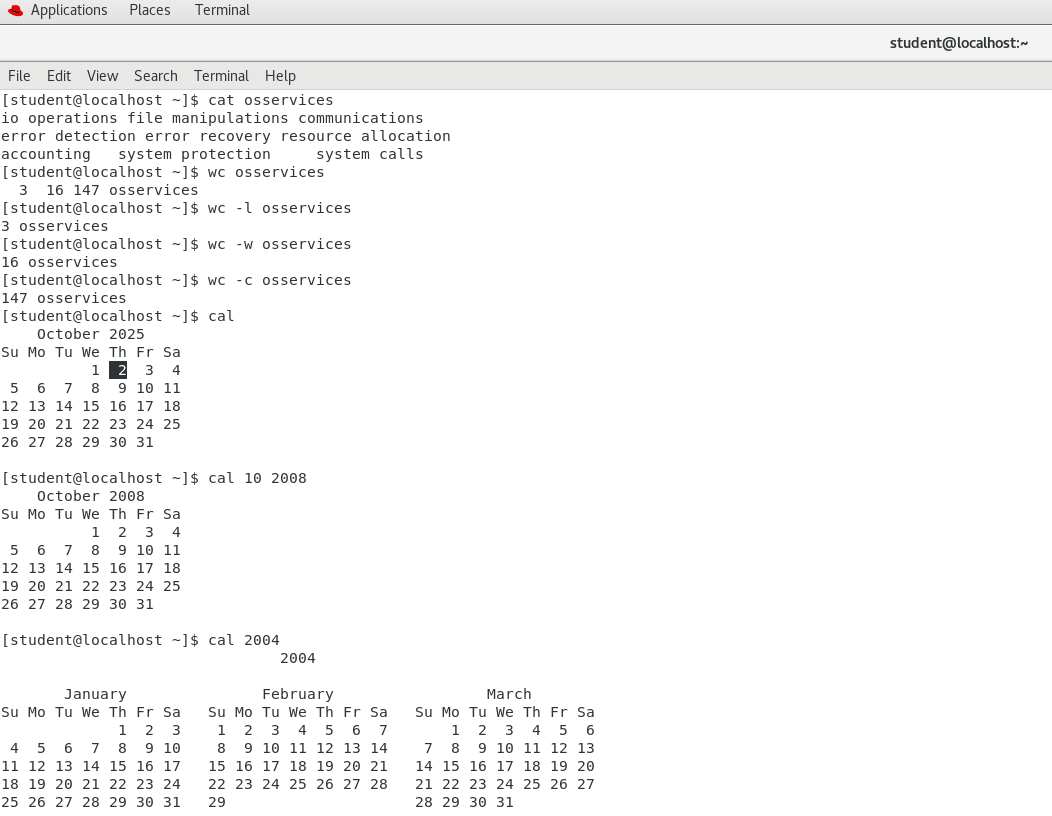 Applications Places Terminal
student@localhost:~
File Edit View Search Terminal Help
[student@localhost ~]$ cat osservices
io operations file manipulations communications
error detection error recovery resource allocation
accounting   system protection     system calls
[student@localhost ~]$ wc osservices
  3  16 147 osservices
[student@localhost ~]$ wc -l osservices
3 osservices
[student@localhost ~]$ wc -w osservices
16 osservices
[student@localhost ~]$ wc -c osservices
147 osservices
[student@localhost ~]$ cal
    October 2025
Su Mo Tu We Th Fr Sa
          1  2  3  4
 5  6  7  8  9 10 11
12 13 14 15 16 17 18
19 20 21 22 23 24 25
26 27 28 29 30 31
[student@localhost ~]$ cal 10 2008
    October 2008
Su Mo Tu We Th Fr Sa
          1  2  3  4
 5  6  7  8  9 10 11
12 13 14 15 16 17 18
19 20 21 22 23 24 25
26 27 28 29 30 31
[student@localhost ~]$ cal 2004
                               2004
       January               February                 March
Su Mo Tu We Th Fr Sa   Su Mo Tu We Th Fr Sa   Su Mo Tu We Th Fr Sa
             1  2  3    1  2  3  4  5  6  7       1  2  3  4  5  6
 4  5  6  7  8  9 10    8  9 10 11 12 13 14    7  8  9 10 11 12 13
11 12 13 14 15 16 17   15 16 17 18 19 20 21   14 15 16 17 18 19 20
18 19 20 21 22 23 24   22 23 24 25 26 27 28   21 22 23 24 25 26 27
25 26 27 28 29 30 31   29                     28 29 30 31